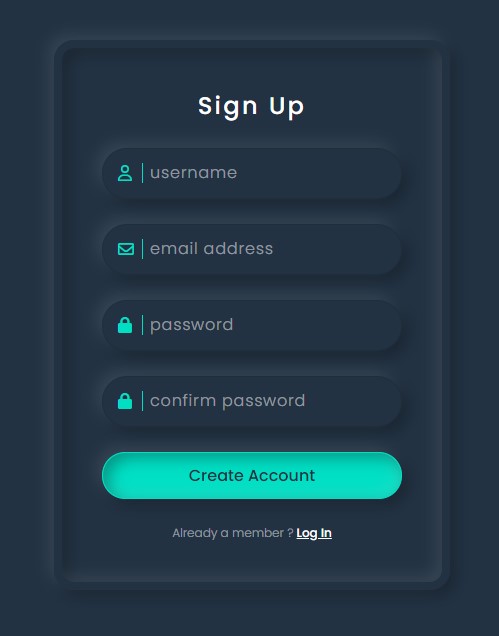 Sign Up
username
email address
password
confirm password
Create Account
Already a member ? Log In